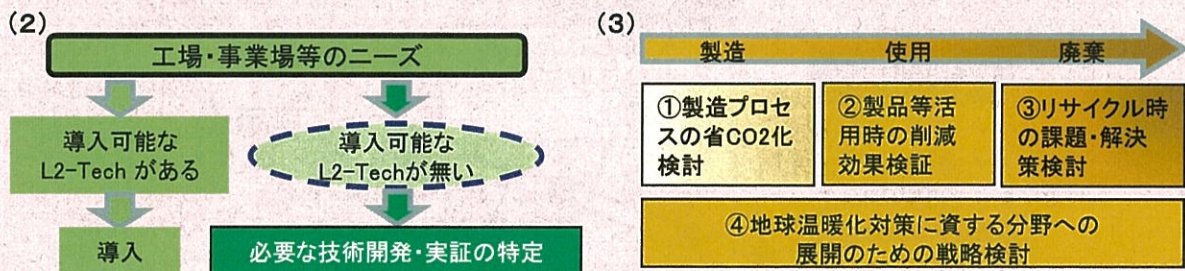 (2)
工場・事業場等のニーズ
導入可能な
L2-Tech がある
導入可能な
L2-Techが無い
導入
必要な技術開発・実証の特定
(3)
製造 使用 廃棄
①製造プロセ
スの省CO2化
検討
②製品等活
用時の削減
効果検証
③リサイクル時
の課題・解決
策検討
④地球温暖化対策に資する分野への
展開のための戦略検討